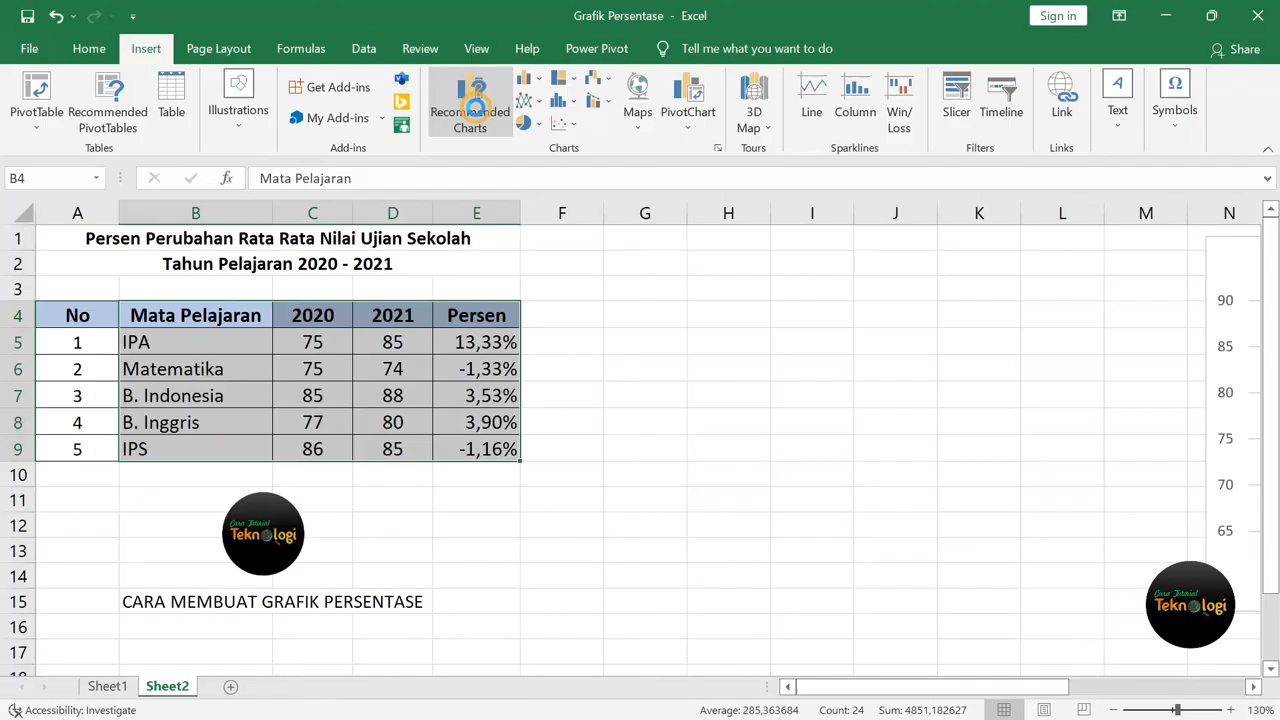 Grafik Persentase - Excel
Sign in
File Home Insert Page Layout Formulas Data Review View Help Power Pivot Tell me what you want to do Share
PivotTable
Recommended PivotTables
Table
Tables
Illustrations
Get Add-ins
My Add-ins
Add-ins
Recommended Charts
Maps
PivotChart
Charts
3D Map
Tours
Line
Column
Win/Loss
Sparklines
Slicer
Timeline
Filters
Link
Links
Text
Symbols
B4 fx Mata Pelajaran
A B C D E F G H I J K L M N
1 Persen Perubahan Rata Rata Nilai Ujian Sekolah
2 Tahun Pelajaran 2020 - 2021
3
4 No Mata Pelajaran 2020 2021 Persen
5 1 IPA 75 85 13,33%
6 2 Matematika 75 74 -1,33%
7 3 B. Indonesia 85 88 3,53%
8 4 B. Inggris 77 80 3,90%
9 5 IPS 86 85 -1,16%
10
11
12
13
14
15 CARA MEMBUAT GRAFIK PERSENTASE
16
17
90
85
80
75
70
65
Cara Tutorial
Teknologi
Cara Tutorial
Teknologi
Sheet1 Sheet2
Accessibility: Investigate Average: 285,363684 Count: 24 Sum: 4851,182627 130%